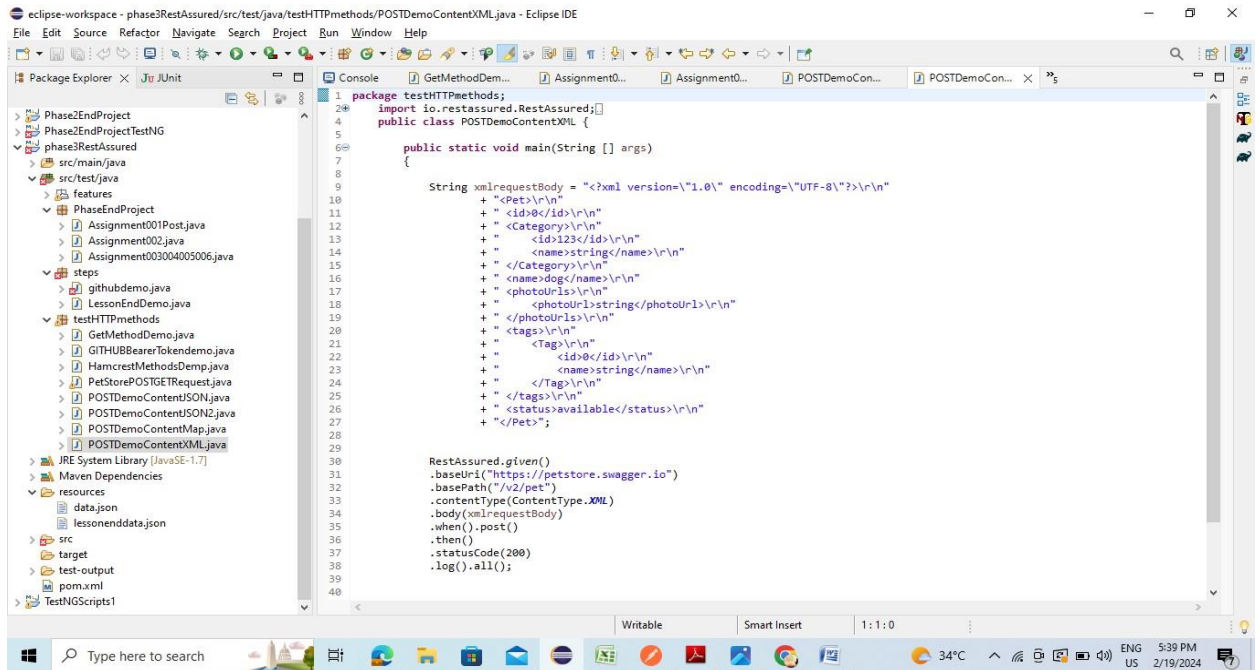 eclipse-workspace - phase3RestAssured/src/test/java/testHTTPmethods/POSTDemoContentXML.java - Eclipse IDE
File Edit Source Refactor Navigate Search Project Run Window Help
Package Explorer
JUnit
Phase2EndProject
Phase2EndProjectTestNG
phase3RestAssured
src/main/java
src/test/java
features
PhaseEndProject
Assignment001Post.java
Assignment002.java
Assignment003004005006.java
steps
githubdemo.java
LessonEndDemo.java
testHTTPmethods
GetMethodDemo.java
GITHUBBearerTokendemo.java
HamcrestMethodsDemp.java
PetStorePOSTGETRequest.java
POSTDemoContentJSON.java
POSTDemoContentJSON2.java
POSTDemoContentMap.java
POSTDemoContentXML.java
JRE System Library [JavaSE-1.7]
Maven Dependencies
resources
data.json
lessonenddata.json
src
target
test-output
pom.xml
TestNGScripts1
Console
GetMethodDem...
Assignment0...
Assignment0...
POSTDemoCon...
POSTDemoCon...
5
1 package testHTTPmethods;
2 import io.restassured.RestAssured;
4 public class POSTDemoContentXML {
5
6 public static void main(String [] args)
7 {
8
9 String xmlrequestBody = "<?xml version=\"1.0\" encoding=\"UTF-8\"?>\r\n"
10 + "<Pet>\r\n"
11 + " <id>0</id>\r\n"
12 + " <Category>\r\n"
13 + "     <id>123</id>\r\n"
14 + "     <name>string</name>\r\n"
15 + " </Category>\r\n"
16 + " <name>dog</name>\r\n"
17 + " <photoUrls>\r\n"
18 + "     <photoUrl>string</photoUrl>\r\n"
19 + " </photoUrls>\r\n"
20 + " <tags>\r\n"
21 + "     <Tag>\r\n"
22 + "         <id>0</id>\r\n"
23 + "         <name>string</name>\r\n"
24 + "     </Tag>\r\n"
25 + " </tags>\r\n"
26 + " <status>available</status>\r\n"
27 + "</Pet>";
28
29
30 RestAssured.given()
31 .baseUri("https://petstore.swagger.io")
32 .basePath("/v2/pet")
33 .contentType(ContentType.XML)
34 .body(xmlrequestBody)
35 .when().post()
36 .then()
37 .statusCode(200)
38 .log().all();
39
40
Writable
Smart Insert
1 : 1 : 0
Type here to search
34°C
ENG
US
5:39 PM
2/19/2024
7